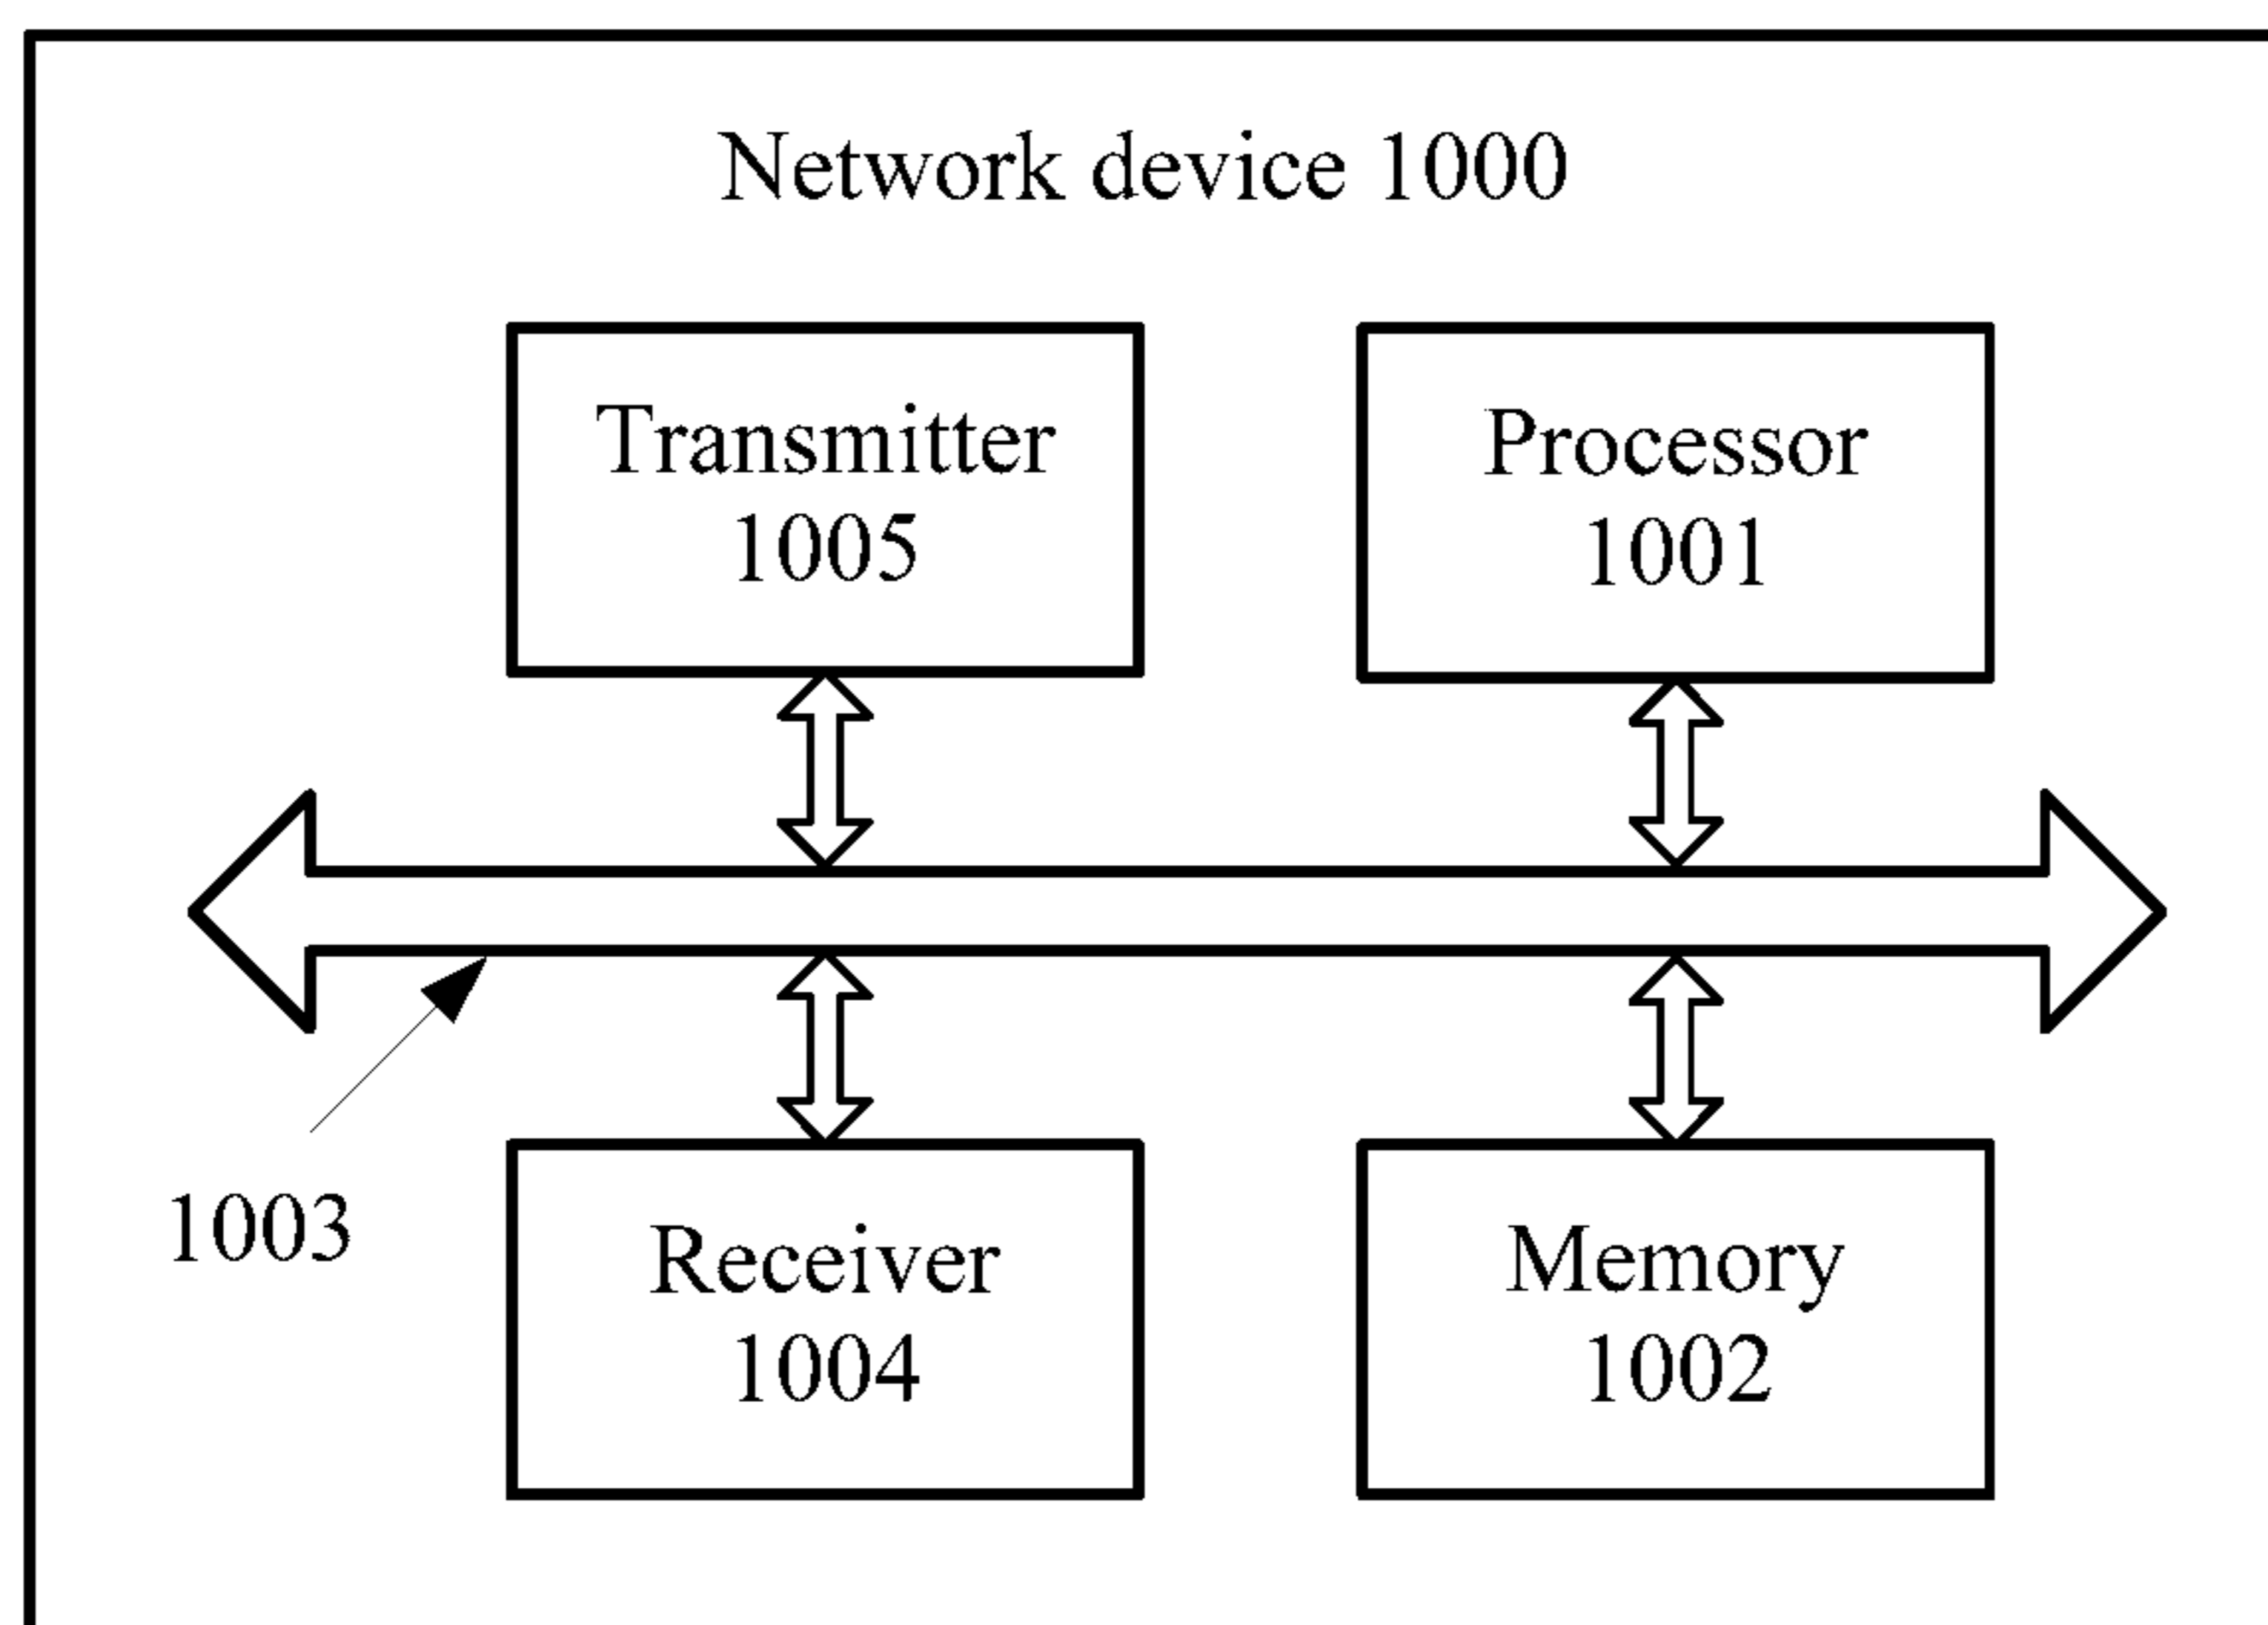 Network device 1000
Transmitter
1005
Processor
1001
1003
Receiver
1004
Memory
1002